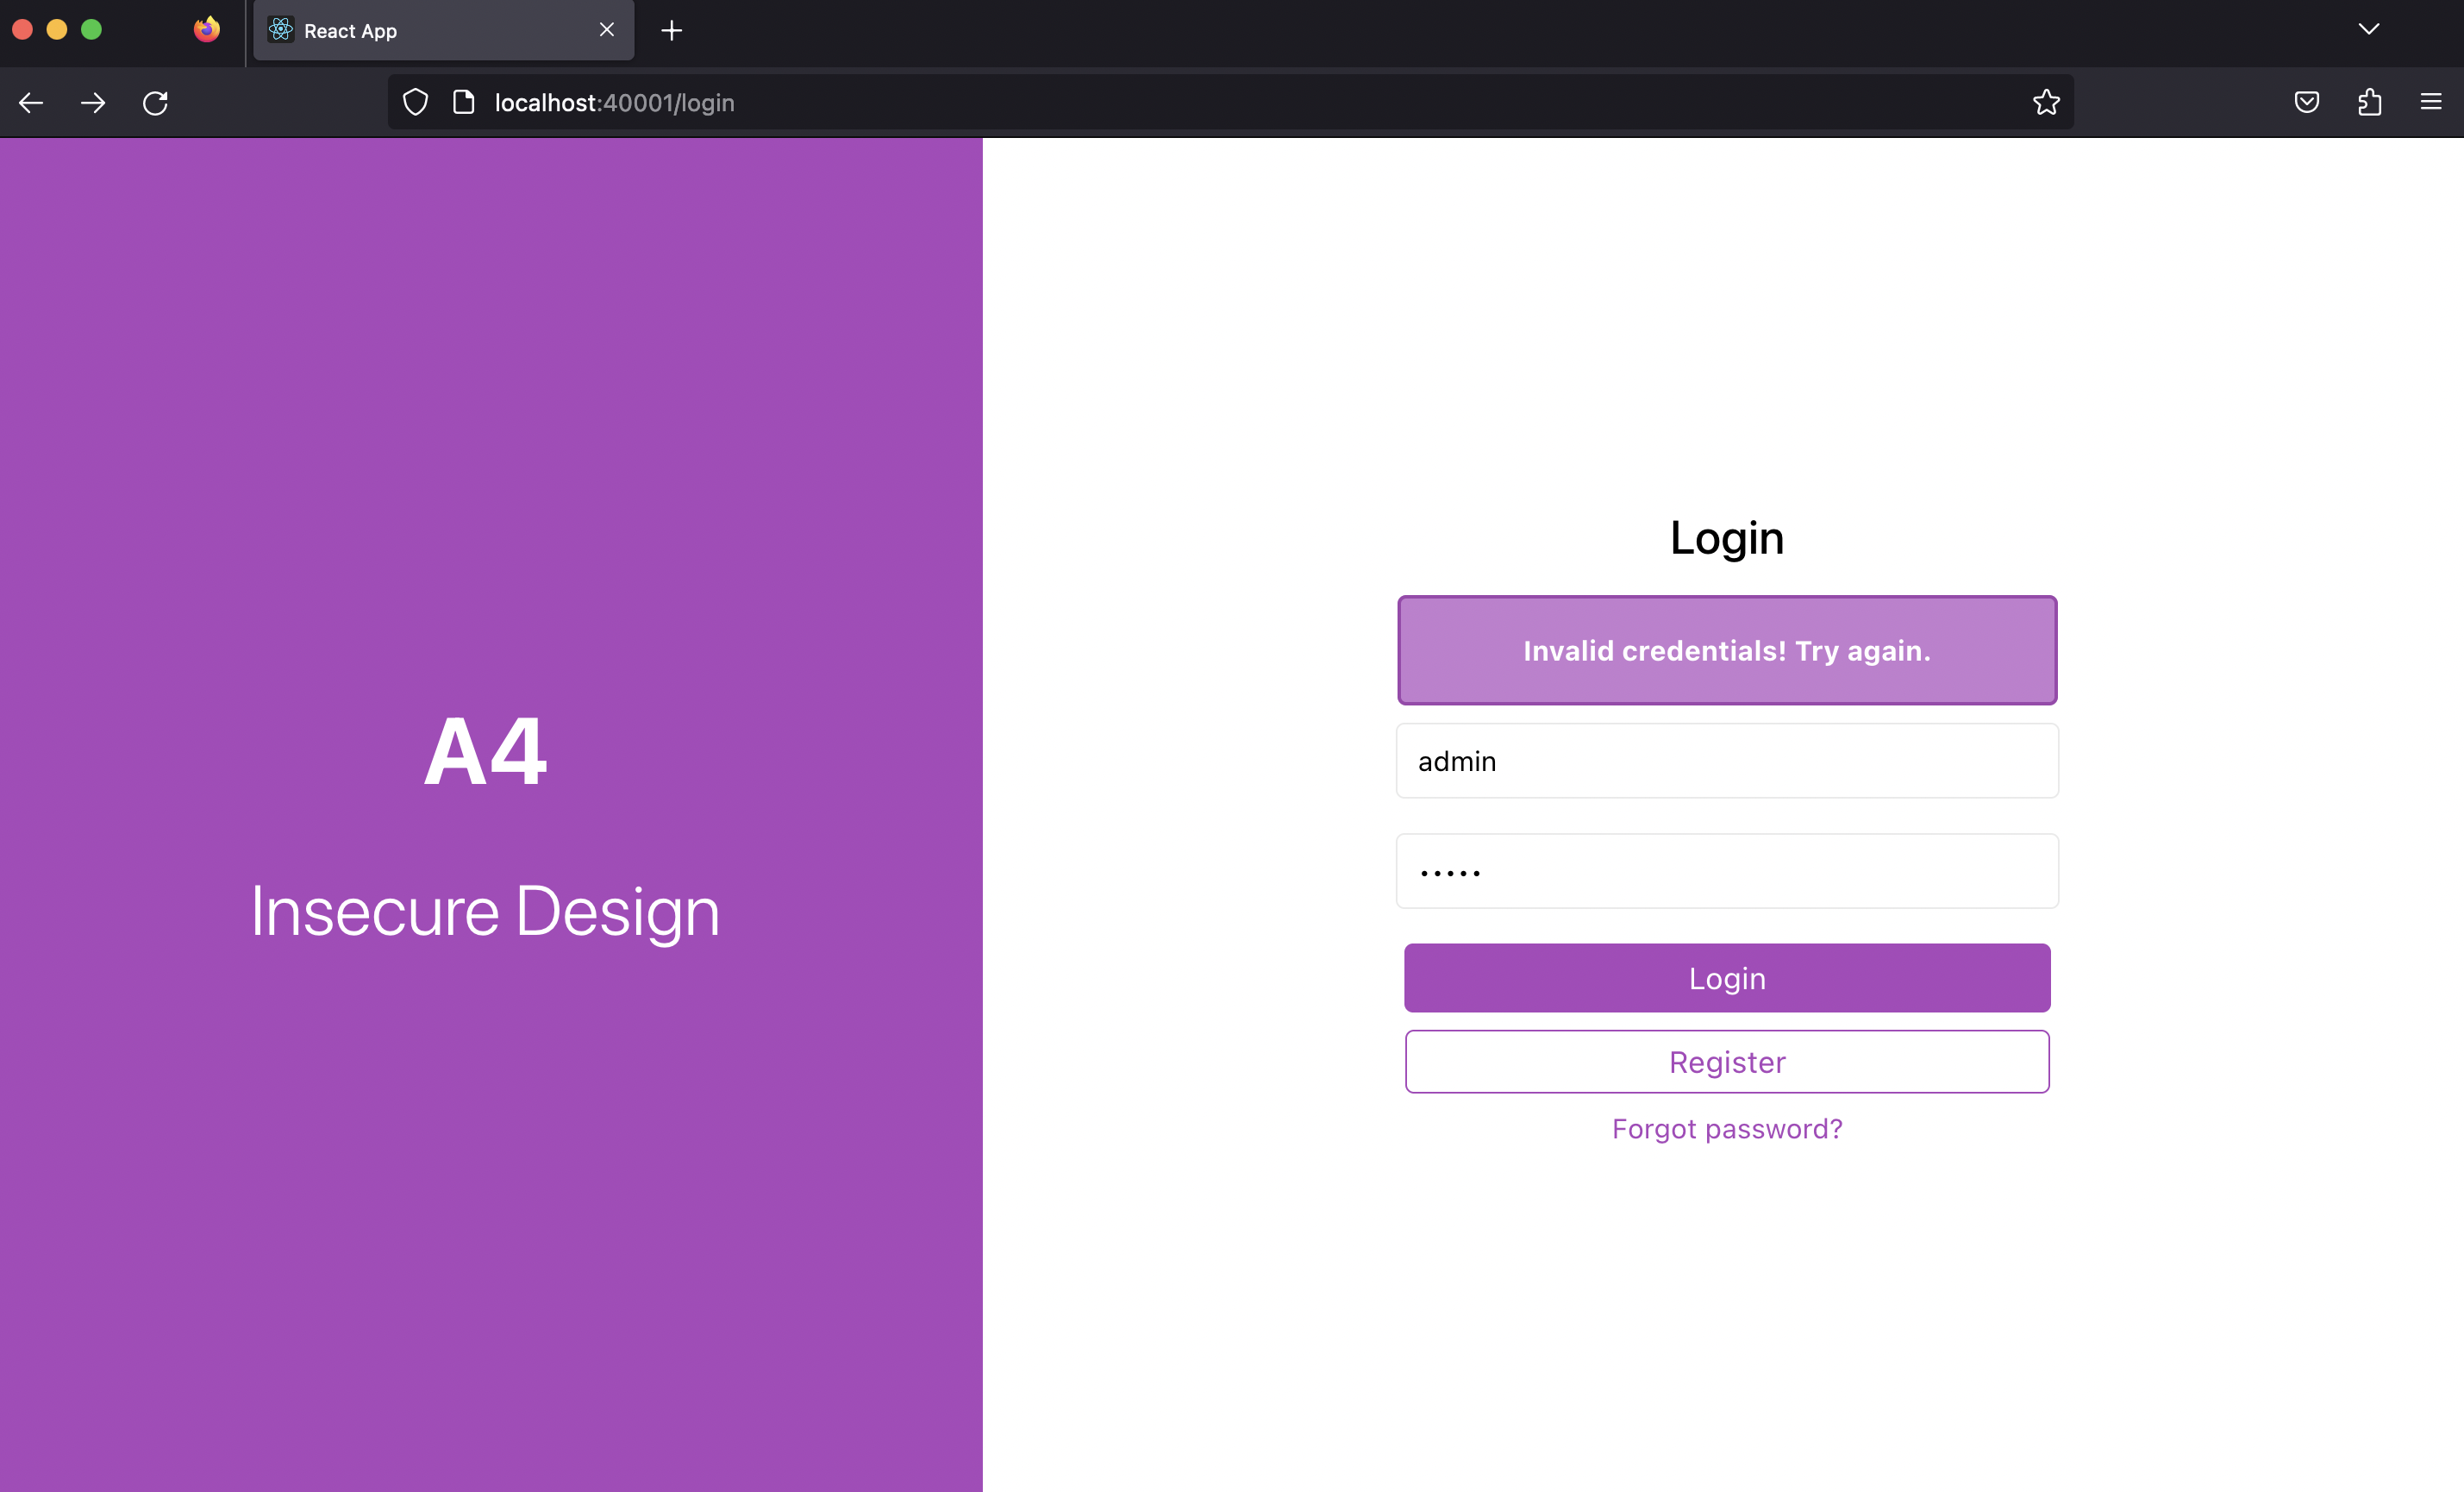 React App
localhost:40001/login
A4
Insecure Design
Login
Invalid credentials! Try again.
admin
•••••
Login
Register
Forgot password?